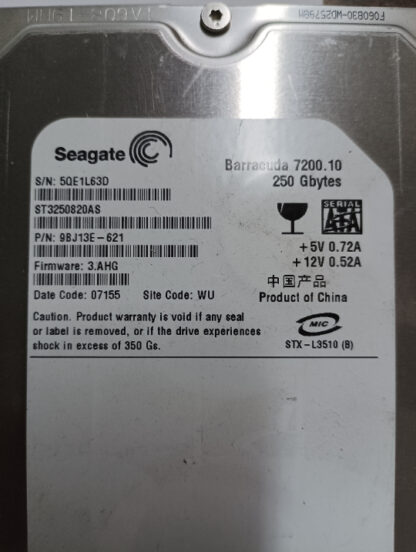 F060830-WD25798M
Seagate
Barracuda 7200.10
250 Gbytes
S/N: 5QE1L63D
ST3250820AS
SERIAL
ATA
P/N: 9BJ13E-621
+5V 0.72A
+12V 0.52A
Firmware: 3.AHG
中国产品
Date Code: 07155 Site Code: WU
Product of China
Caution. Product warranty is void if any seal
or label is removed, or if the drive experiences
shock in excess of 350 Gs.
MIC
STX-L3510 (B)